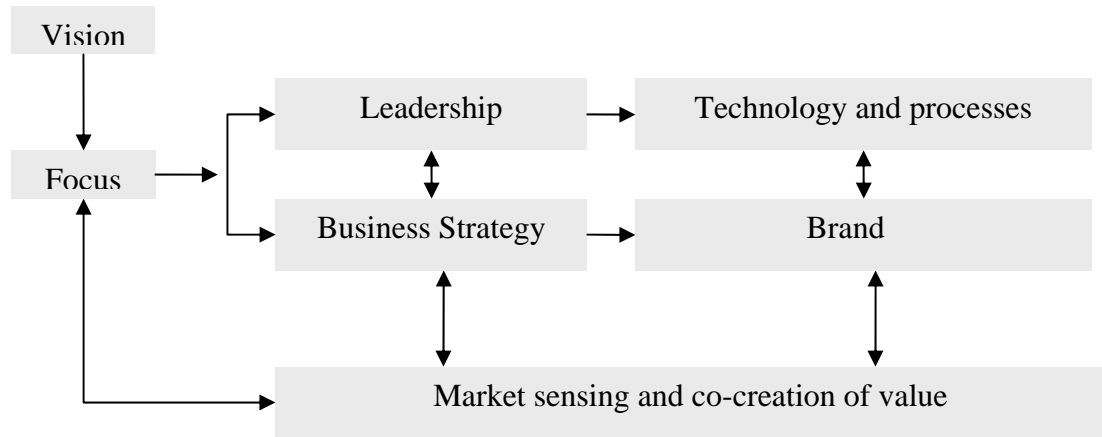 Vision
Leadership
Technology and processes
Focus
Business Strategy
Brand
Market sensing and co-creation of value